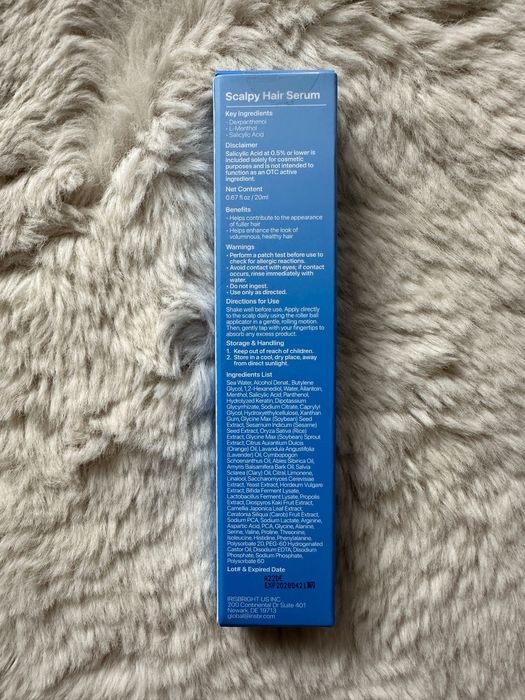 Scalpy Hair Serum
Key Ingredients
- Dexpanthenol
- L-Menthol
- Salicylic Acid
Disclaimer
Salicylic Acid at 0.5% or lower is
included solely for cosmetic
purposes and is not intended to
function as an OTC active
ingredient.
Net Content
0.67 fl oz / 20ml
Benefits
- Helps contribute to the appearance
of fuller hair
- Helps enhance the look of
voluminous, healthy hair
Warnings
• Perform a patch test before use to
check for allergic reactions.
• Avoid contact with eyes; if contact
occurs, rinse immediately with
water.
• Do not ingest.
• Use only as directed.
Directions for Use
Shake well before use. Apply directly
to the scalp daily using the roller ball
applicator in a gentle, rolling motion.
Then, gently tap with your fingertips to
absorb any excess product.
Storage & Handling
1. Keep out of reach of children.
2. Store in a cool, dry place, away
from direct sunlight.
Ingredients List
Sea Water, Alcohol Denat., Butylene
Glycol, 1,2-Hexanediol, Water, Allantoin,
Menthol, Salicylic Acid, Panthenol,
Hydrolyzed Keratin, Dipotassium
Glycyrrhizate, Sodium Citrate, Caprylyl
Glycol, Hydroxyethylcellulose, Xanthan
Gum, Glycine Max (Soybean) Seed
Extract, Sesamum Indicum (Sesame)
Seed Extract, Oryza Sativa (Rice)
Extract, Glycine Max (Soybean) Sprout
Extract, Citrus Aurantium Dulcis
(Orange) Oil, Lavandula Angustifolia
(Lavender) Oil, Cymbopogon
Schoenanthus Oil, Abies Sibirica Oil,
Amyris Balsamifera Bark Oil, Salvia
Sclarea (Clary) Oil, Citral, Limonene,
Linalool, Saccharomyces Cerevisiae
Extract, Yeast Extract, Hordeum Vulgare
Extract, Bifida Ferment Lysate,
Lactobacillus Ferment Lysate, Propolis
Extract, Diospyros Kaki Fruit Extract,
Camellia Japonica Leaf Extract,
Ceratonia Siliqua (Carob) Fruit Extract,
Sodium PCA, Sodium Lactate, Arginine,
Aspartic Acid, PCA, Glycine, Alanine,
Serine, Valine, Proline, Threonine,
Isoleucine, Histidine, Phenylalanine,
Polysorbate 20, PEG-60 Hydrogenated
Castor Oil, Disodium EDTA, Disodium
Phosphate, Sodium Phosphate,
Polysorbate 60
Lot# & Expired Date
A22DE
EXP20280421
IRISBRIGHT US INC
200 Continental Dr Suite 401
Newark, DE 19713
global@irisbr.com